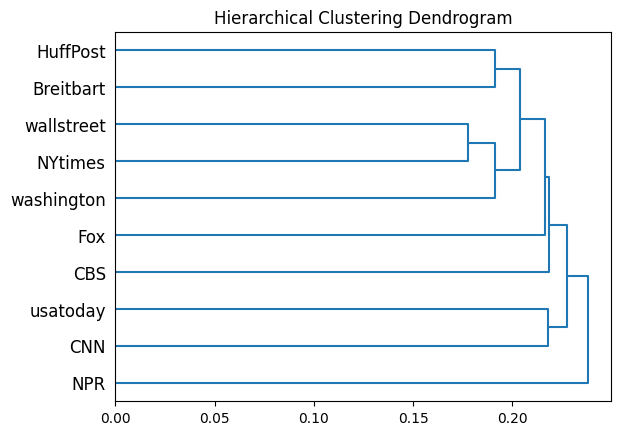 Hierarchical Clustering Dendrogram
HuffPost
Breitbart
wallstreet
NYtimes
washington
Fox
CBS
usatoday
CNN
NPR
0.00 0.05 0.10 0.15 0.20